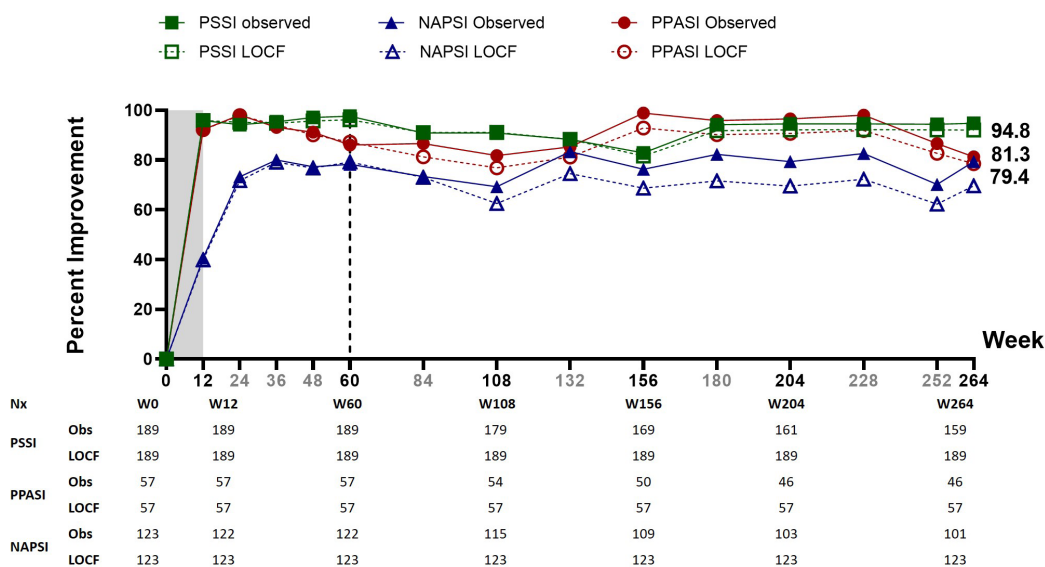 PSSI observed NAPSI Observed PPASI Observed
PSSI LOCF NAPSI LOCF PPASI LOCF
Percent Improvement
100
80
60
40
20
0
94.8
81.3
79.4
Week
0 12 24 36 48 60 84 108 132 156 180 204 228 252 264
Nx W0 W12 W60 W108 W156 W204 W264
PSSI
Obs 189 189 189 179 169 161 159
LOCF 189 189 189 189 189 189 189
PPASI
Obs 57 57 57 54 50 46 46
LOCF 57 57 57 57 57 57 57
NAPSI
Obs 123 122 122 115 109 103 101
LOCF 123 123 123 123 123 123 123